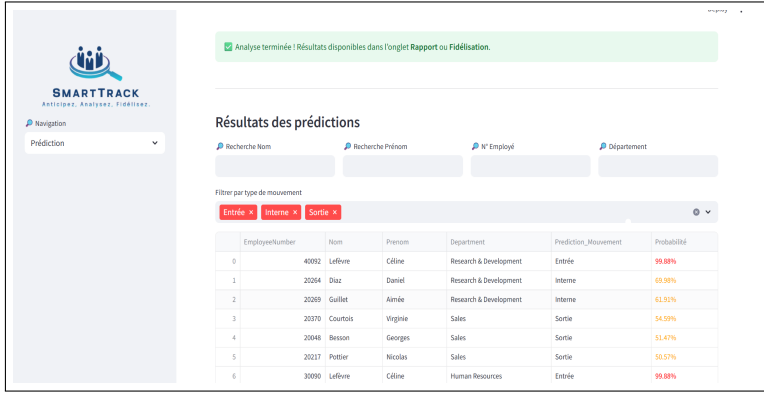 Deploy
✅ Analyse terminée ! Résultats disponibles dans l'onglet Rapport ou Fidélisation.
SMARTTRACK
Anticipez, Analysez, Fidélisez.
Navigation
Prédiction
Résultats des prédictions
Recherche Nom Recherche Prénom N° Employé Département
Filtrer par type de mouvement
Entrée × Interne × Sortie ×
EmployeeNumber Nom Prenom Department Prediction_Mouvement Probabilité
0 40092 Lefèvre Céline Research & Development Entrée 99.88%
1 20264 Diaz Daniel Research & Development Interne 69.98%
2 20269 Guillet Aimée Research & Development Interne 61.91%
3 20370 Courtois Virginie Sales Sortie 54.59%
4 20048 Besson Georges Sales Sortie 51.47%
5 20217 Pottier Nicolas Sales Sortie 50.57%
6 30090 Lefèvre Céline Human Resources Entrée 99.88%